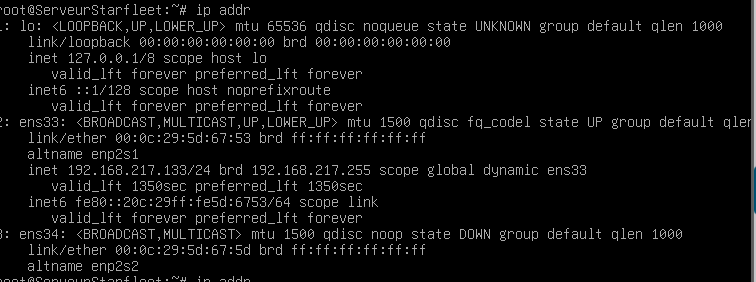 root@ServeurStarfleet:~# ip addr
1: lo: <LOOPBACK,UP,LOWER_UP> mtu 65536 qdisc noqueue state UNKNOWN group default qlen 1000
link/loopback 00:00:00:00:00:00 brd 00:00:00:00:00:00
inet 127.0.0.1/8 scope host lo
valid_lft forever preferred_lft forever
inet6 ::1/128 scope host noprefixroute
valid_lft forever preferred_lft forever
2: ens33: <BROADCAST,MULTICAST,UP,LOWER_UP> mtu 1500 qdisc fq_codel state UP group default qlen
link/ether 00:0c:29:5d:67:53 brd ff:ff:ff:ff:ff:ff
altname enp2s1
inet 192.168.217.133/24 brd 192.168.217.255 scope global dynamic ens33
valid_lft 1350sec preferred_lft 1350sec
inet6 fe80::20c:29ff:fe5d:6753/64 scope link
valid_lft forever preferred_lft forever
3: ens34: <BROADCAST,MULTICAST> mtu 1500 qdisc noop state DOWN group default qlen 1000
link/ether 00:0c:29:5d:67:5d brd ff:ff:ff:ff:ff:ff
altname enp2s2
root@ServeurStarfleet:~# ip addr